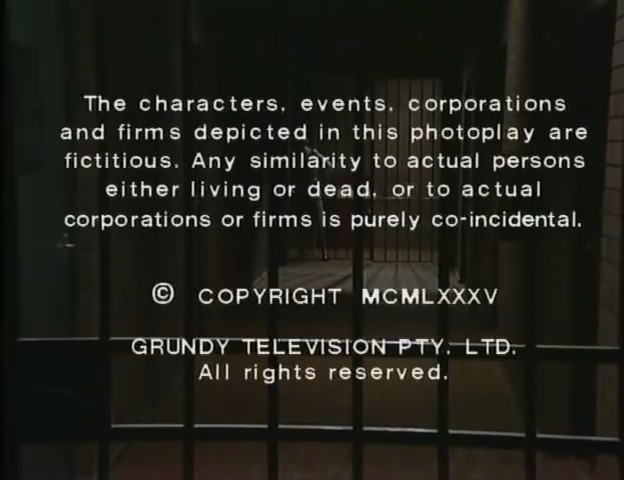 The characters, events, corporations
and firms depicted in this photoplay are
fictitious. Any similarity to actual persons
either living or dead, or to actual
corporations or firms is purely co-incidental.
© COPYRIGHT MCMLXXXV
GRUNDY TELEVISION PTY. LTD.
All rights reserved.